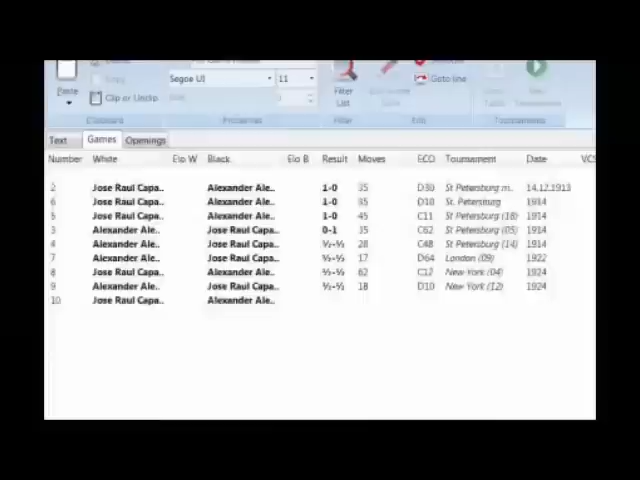 Paste
Clip or Unclip
Clipboard
Segoe UI 11
Properties
Filter List
Filter
Goto line
Edit
Tournaments
Text Games Openings
Number White Elo W Black Elo B Result Moves ECO Tournament Date VCS
2 Jose Raul Capa.. Alexander Ale.. 1-0 35 D30 St Petersburg m.. 14.12.1913
6 Jose Raul Capa.. Alexander Ale.. 1-0 35 D10 St. Petersburg 1914
5 Jose Raul Capa.. Alexander Ale.. 1-0 45 C11 St Petersburg (18) 1914
3 Alexander Ale.. Jose Raul Capa.. 0-1 35 C62 St Petersburg (05) 1914
4 Alexander Ale.. Jose Raul Capa.. ½-½ 28 C48 St Petersburg (14) 1914
7 Alexander Ale.. Jose Raul Capa.. ½-½ 17 D64 London (09) 1922
8 Jose Raul Capa.. Alexander Ale.. ½-½ 62 C12 New York (04) 1924
9 Alexander Ale.. Jose Raul Capa.. ½-½ 18 D10 New York (12) 1924
10 Jose Raul Capa.. Alexander Ale..